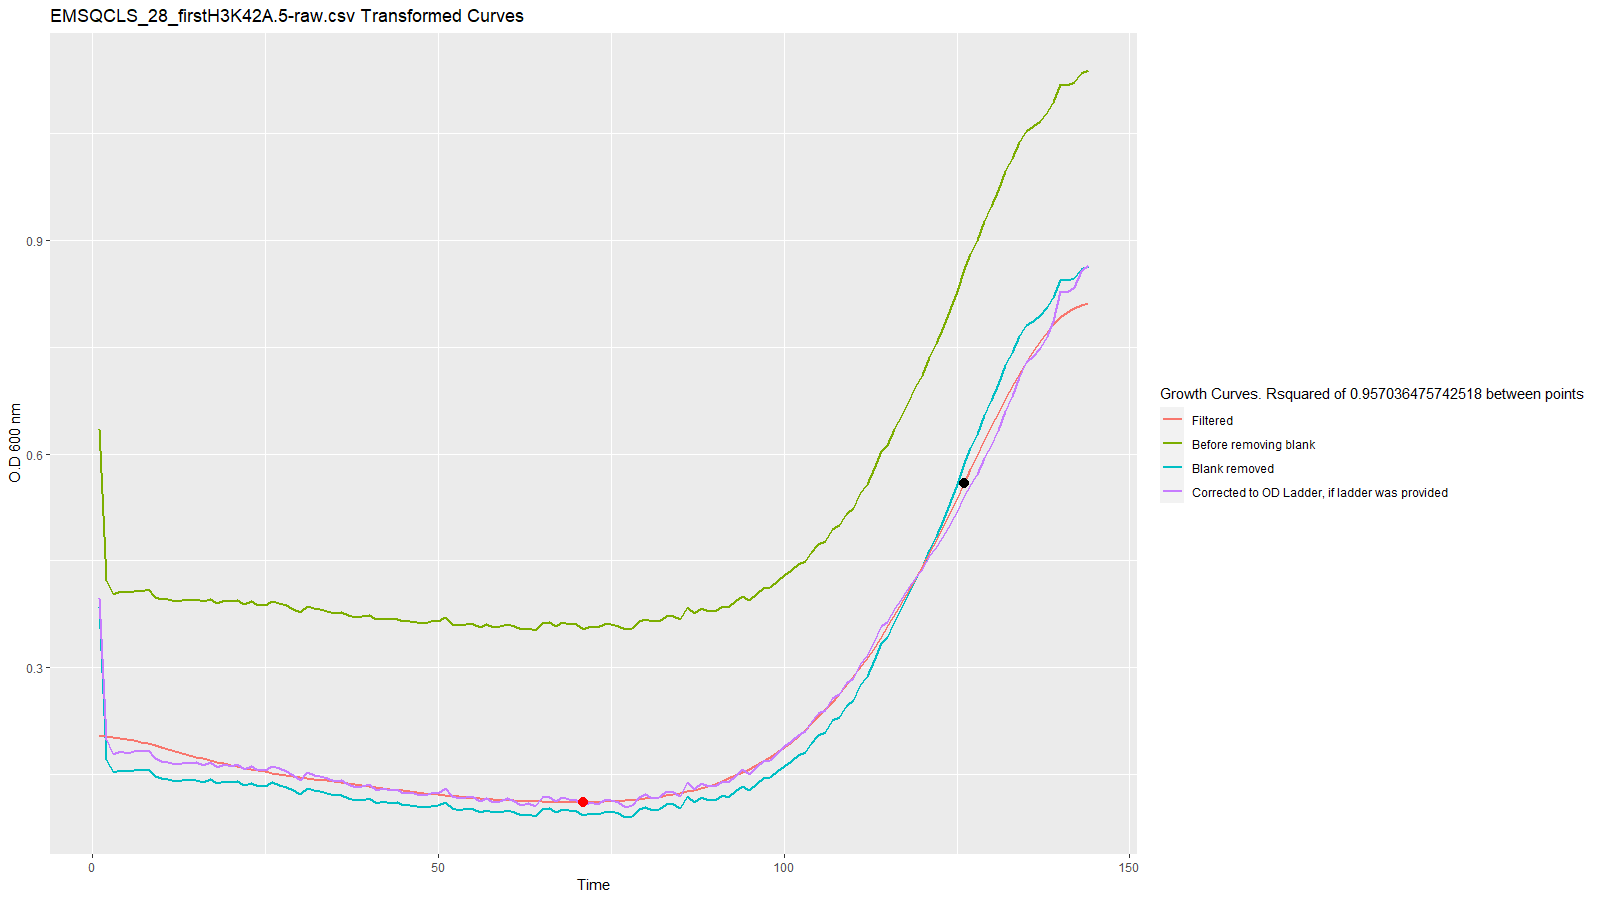 EMSQCLS_28_firstH3K42A.5-raw.csv Transformed Curves
O.D 600 nm
0.9
0.6
0.3
0
50
100
150
Time
Growth Curves. Rsquared of 0.957036475742518 between points
Filtered
Before removing blank
Blank removed
Corrected to OD Ladder, if ladder was provided